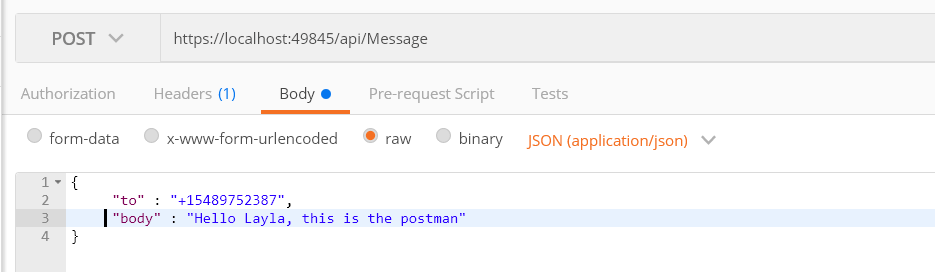 POST https://localhost:49845/api/Message
Authorization Headers (1) Body Pre-request Script Tests
form-data x-www-form-urlencoded raw binary JSON (application/json)
1 {
2 "to" : "+15489752387",
3 "body" : "Hello Layla, this is the postman"
4 }